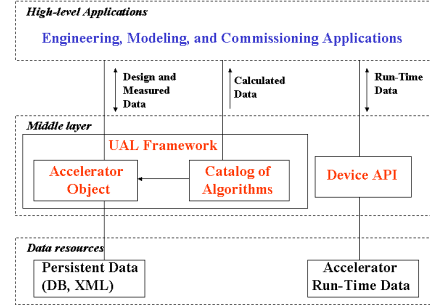 High-level Applications
Engineering, Modeling, and Commissioning Applications
Design and
Measured
Data
Calculated
Data
Run-Time
Data
Middle layer
UAL Framework
Accelerator
Object
Catalog of
Algorithms
Device API
Data resources
Persistent Data
(DB, XML)
Accelerator
Run-Time Data